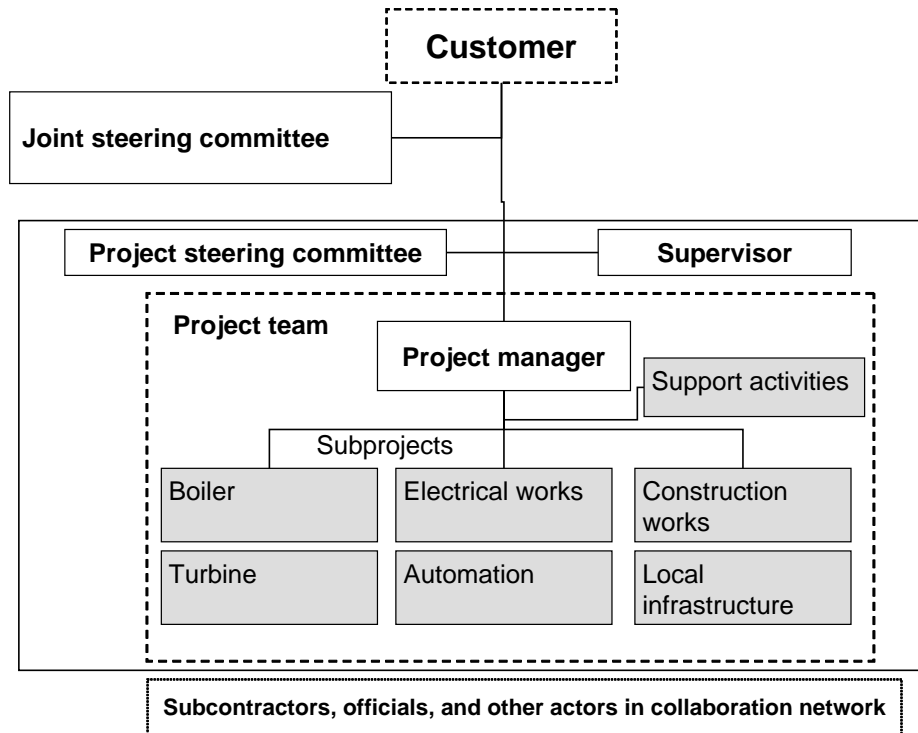 Customer
Joint steering committee
Project steering committee
Supervisor
Project team
Project manager
Support activities
Subprojects
Boiler
Electrical works
Construction
works
Turbine
Automation
Local
infrastructure
Subcontractors, officials, and other actors in collaboration network